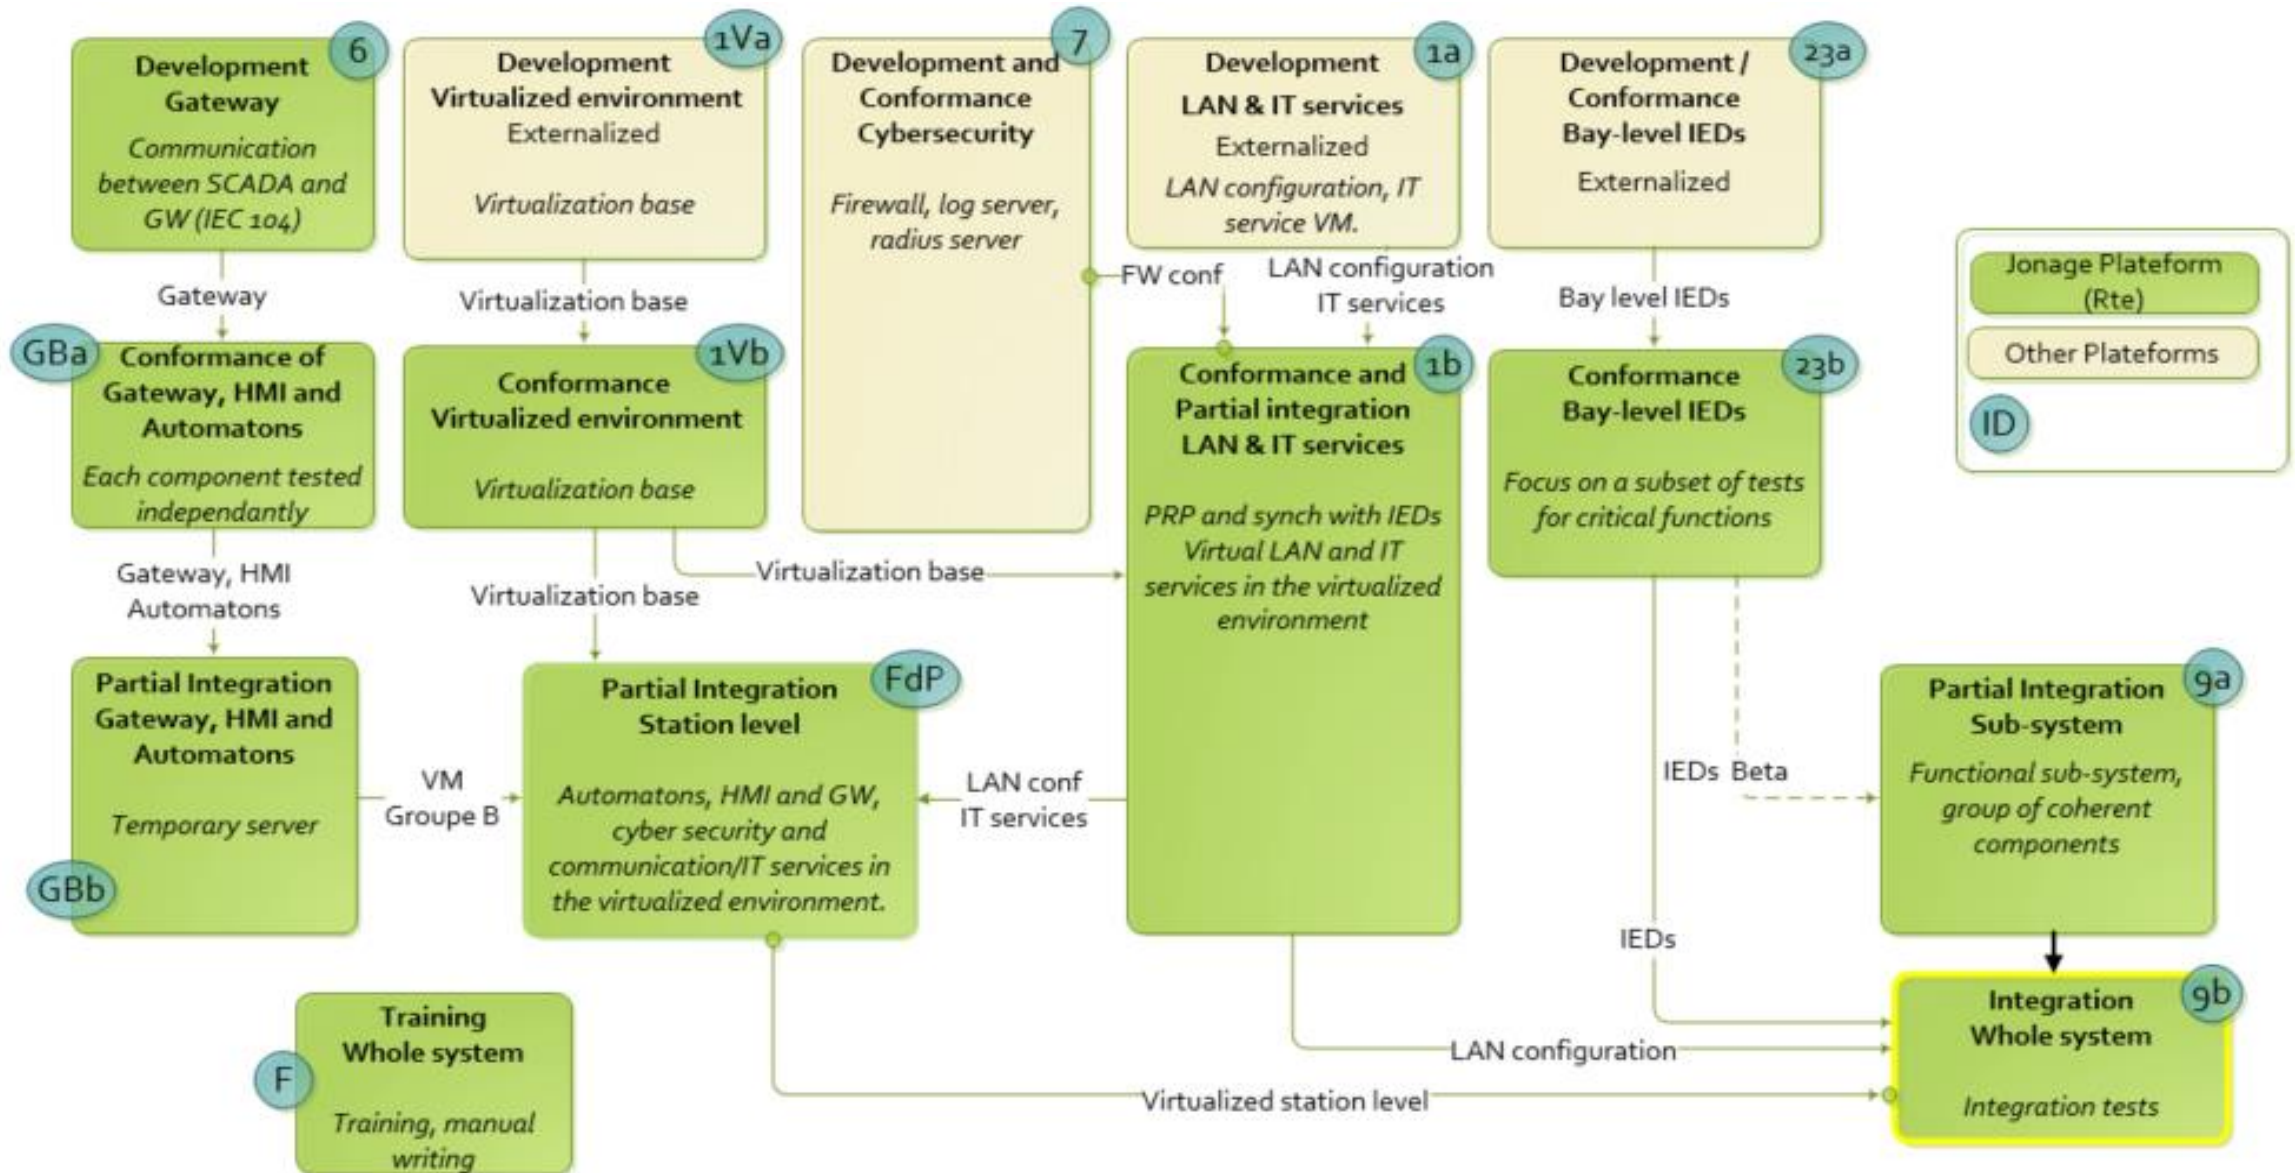 6
Development
Gateway
Communication
between SCADA and
GW (IEC 104)
1Va
Development
Virtualized environment
Externalized
Virtualization base
7
Development and
Conformance
Cybersecurity
Firewall, log server,
radius server
1a
Development
LAN & IT services
Externalized
LAN configuration, IT
service VM.
23a
Development /
Conformance
Bay-level IEDs
Externalized
Jonage Plateform
(Rte)
Other Plateforms
ID
Gateway
Virtualization base
FW conf
LAN configuration
IT services
Bay level IEDs
GBa
Conformance of
Gateway, HMI and
Automatons
Each component tested
independantly
1Vb
Conformance
Virtualized environment
Virtualization base
1b
Conformance and
Partial integration
LAN & IT services
PRP and synch with IEDs
Virtual LAN and IT
services in the virtualized
environment
23b
Conformance
Bay-level IEDs
Focus on a subset of tests
for critical functions
Gateway, HMI
Automatons
Virtualization base
Virtualization base
Partial Integration
Gateway, HMI and
Automatons
Temporary server
GBb
VM
Groupe B
FdP
Partial Integration
Station level
Automatons, HMI and GW,
cyber security and
communication/IT services in
the virtualized environment.
LAN conf
IT services
IEDs Beta
9a
Partial Integration
Sub-system
Functional sub-system,
group of coherent
components
IEDs
F
Training
Whole system
Training, manual
writing
LAN configuration
Virtualized station level
9b
Integration
Whole system
Integration tests